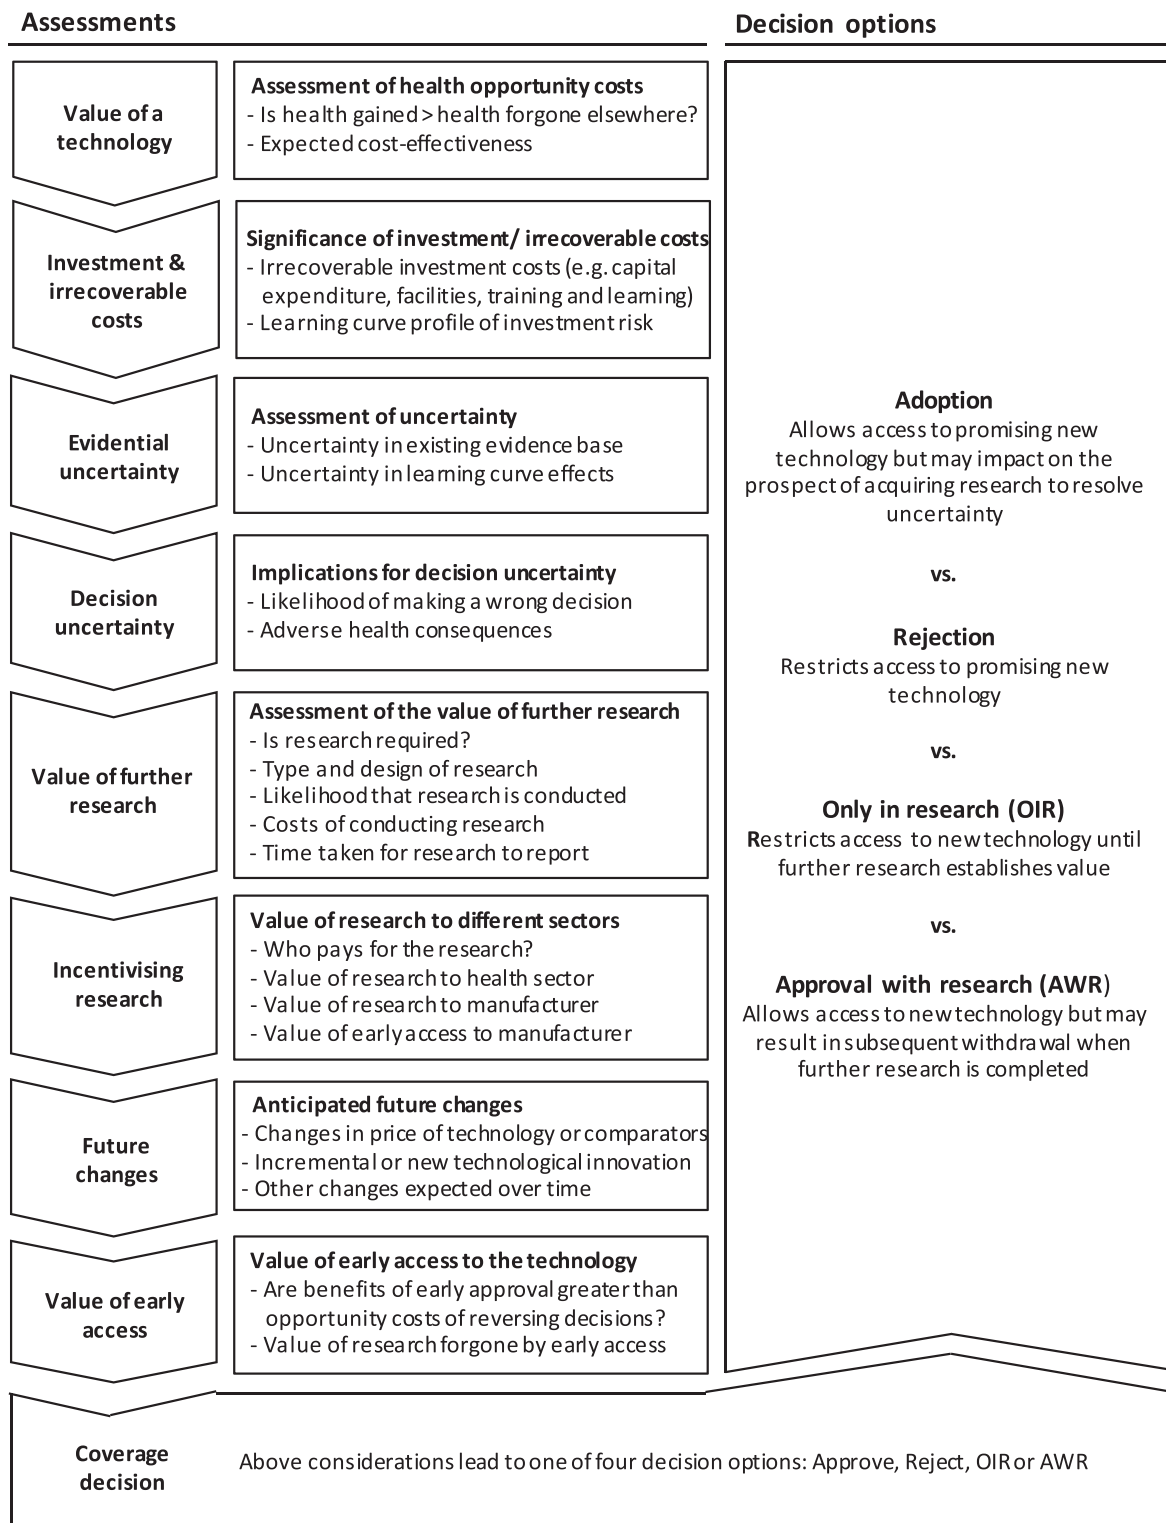 Assessments
Decision options
Value of a
technology
Assessment of health opportunity costs
- Is health gained > health forgone elsewhere?
- Expected cost-effectiveness
Investment &
irrecoverable
costs
Significance of investment/ irrecoverable costs
- Irrecoverable investment costs (e.g. capital
expenditure, facilities, training and learning)
- Learning curve profile of investment risk
Evidential
uncertainty
Assessment of uncertainty
- Uncertainty in existing evidence base
- Uncertainty in learning curve effects
Decision
uncertainty
Implications for decision uncertainty
- Likelihood of making a wrong decision
- Adverse health consequences
Value of further
research
Assessment of the value of further research
- Is research required?
- Type and design of research
- Likelihood that research is conducted
- Costs of conducting research
- Time taken for research to report
Incentivising
research
Value of research to different sectors
- Who pays for the research?
- Value of research to health sector
- Value of research to manufacturer
- Value of early access to manufacturer
Future
changes
Anticipated future changes
- Changes in price of technology or comparators
- Incremental or new technological innovation
- Other changes expected over time
Value of early
access
Value of early access to the technology
- Are benefits of early approval greater than
opportunity costs of reversing decisions?
- Value of research forgone by early access
Adoption
Allows access to promising new
technology but may impact on the
prospect of acquiring research to resolve
uncertainty
vs.
Rejection
Restricts access to promising new
technology
vs.
Only in research (OIR)
Restricts access to new technology until
further research establishes value
vs.
Approval with research (AWR)
Allows access to new technology but may
result in subsequent withdrawal when
further research is completed
Coverage
decision
Above considerations lead to one of four decision options: Approve, Reject, OIR or AWR